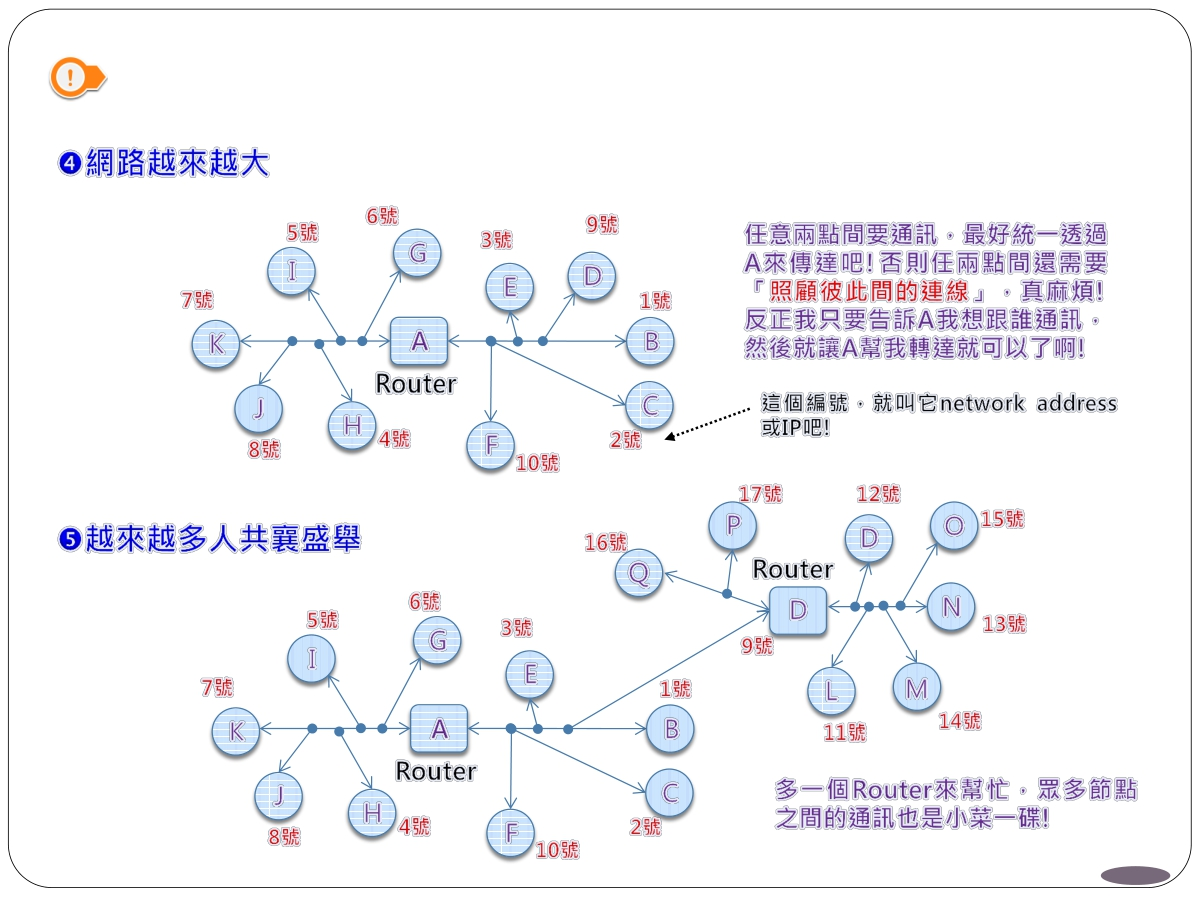 ❹網路越來越大
6號
9號
5號
3號
G
I
E
D
7號
1號
K
A
B
Router
J
H
C
8號
4號
F
10號
2號
任意兩點間要通訊，最好統一透過
A來傳達吧!否則任兩點間還需要
「照顧彼此間的連線」，真麻煩!
反正我只要告訴A我想跟誰通訊，
然後就讓A幫我轉達就可以了啊!
這個編號，就叫它network address
或IP吧!
❺越來越多人共襄盛舉
17號
12號
P
D
O
15號
16號
Q
Router
D
N
13號
9號
L
M
11號
14號
6號
5號
3號
G
I
E
7號
1號
K
A
B
Router
J
H
C
8號
4號
F
10號
2號
多一個Router來幫忙，眾多節點
之間的通訊也是小菜一碟!